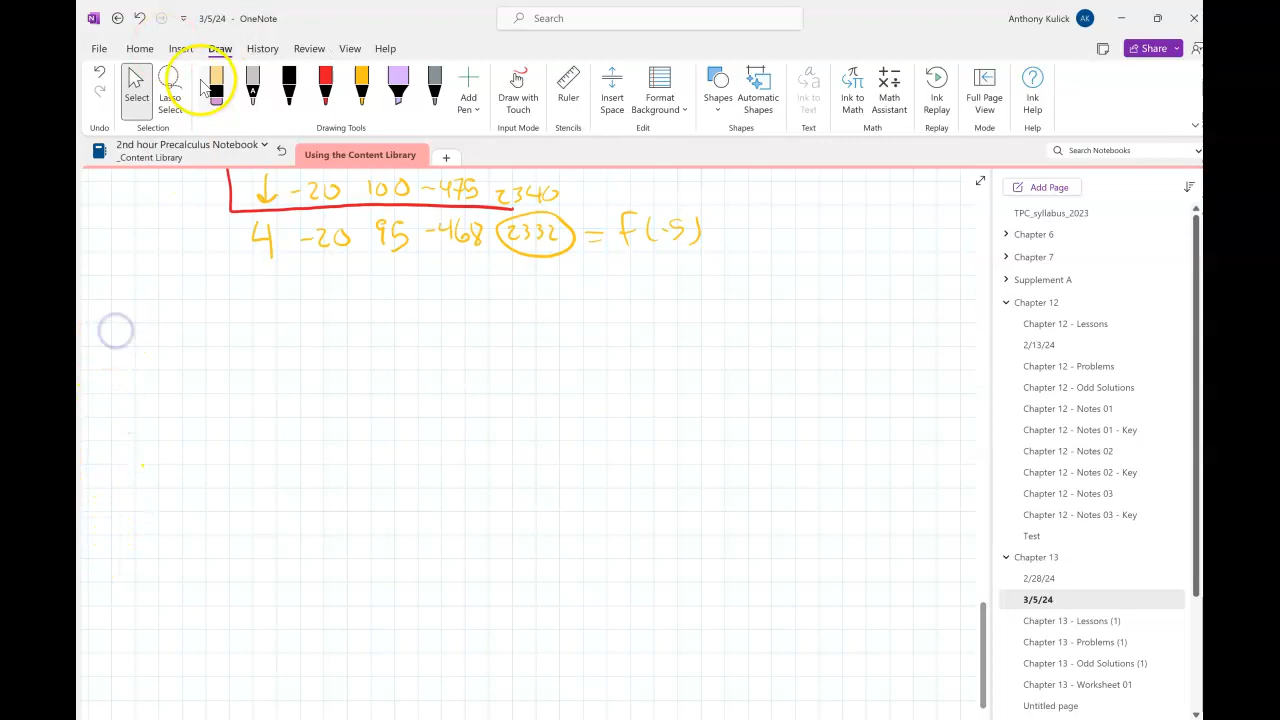 3/5/24 - OneNote
Search
Anthony Kulick
AK
File Home Insert Draw History Review View Help
Share
Select
Lasso Select
A
Add Pen
Draw with Touch
Ruler
Insert Space
Format Background
Shapes
Automatic Shapes
Ink to Text
Ink to Math
Math Assistant
Ink Replay
Full Page View
Ink Help
Undo Selection Drawing Tools Input Mode Stencils Edit Shapes Text Math Replay Mode Help
2nd hour Precalculus Notebook
_Content Library
Using the Content Library
+
Search Notebooks
↓ -20 100 -475 2340
4 -20 95 -468 2332 = f(-5)
Add Page
TPC_syllabus_2023
Chapter 6
Chapter 7
Supplement A
Chapter 12
Chapter 12 - Lessons
2/13/24
Chapter 12 - Problems
Chapter 12 - Odd Solutions
Chapter 12 - Notes 01
Chapter 12 - Notes 01 - Key
Chapter 12 - Notes 02
Chapter 12 - Notes 02 - Key
Chapter 12 - Notes 03
Chapter 12 - Notes 03 - Key
Test
Chapter 13
2/28/24
3/5/24
Chapter 13 - Lessons (1)
Chapter 13 - Problems (1)
Chapter 13 - Odd Solutions (1)
Chapter 13 - Worksheet 01
Untitled page